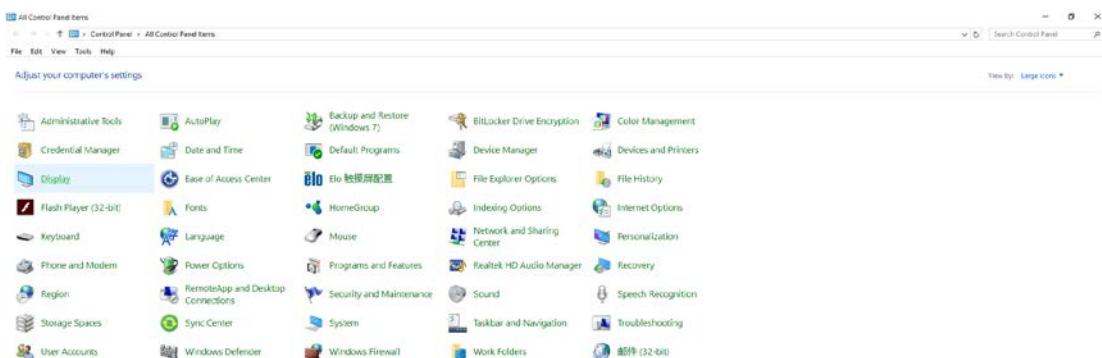 All Control Panel Items
Control Panel › All Control Panel Items
Search Control Panel
File Edit View Tools Help
Adjust your computer's settings
View by: Large icons
Administrative Tools
AutoPlay
Backup and Restore
(Windows 7)
BitLocker Drive Encryption
Color Management
Credential Manager
Date and Time
Default Programs
Device Manager
Devices and Printers
Display
Ease of Access Center
elo
Elo 触摸屏配置
File Explorer Options
File History
Flash Player (32-bit)
Fonts
HomeGroup
Indexing Options
Internet Options
Keyboard
Language
Mouse
Network and Sharing
Center
Personalization
Phone and Modem
Power Options
Programs and Features
Realtek HD Audio Manager
Recovery
Region
RemoteApp and Desktop
Connections
Security and Maintenance
Sound
Speech Recognition
Storage Spaces
Sync Center
System
Taskbar and Navigation
Troubleshooting
User Accounts
Windows Defender
Windows Firewall
Work Folders
邮件 (32-bit)